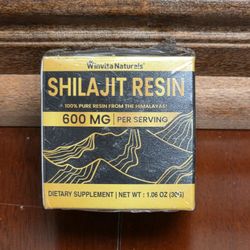 Winvita Naturals®
SHILAJIT RESIN
100% PURE RESIN FROM THE HIMALAYAS!
600 MG PER SERVING
DIETARY SUPPLEMENT | NET WT : 1.06 OZ (30G)